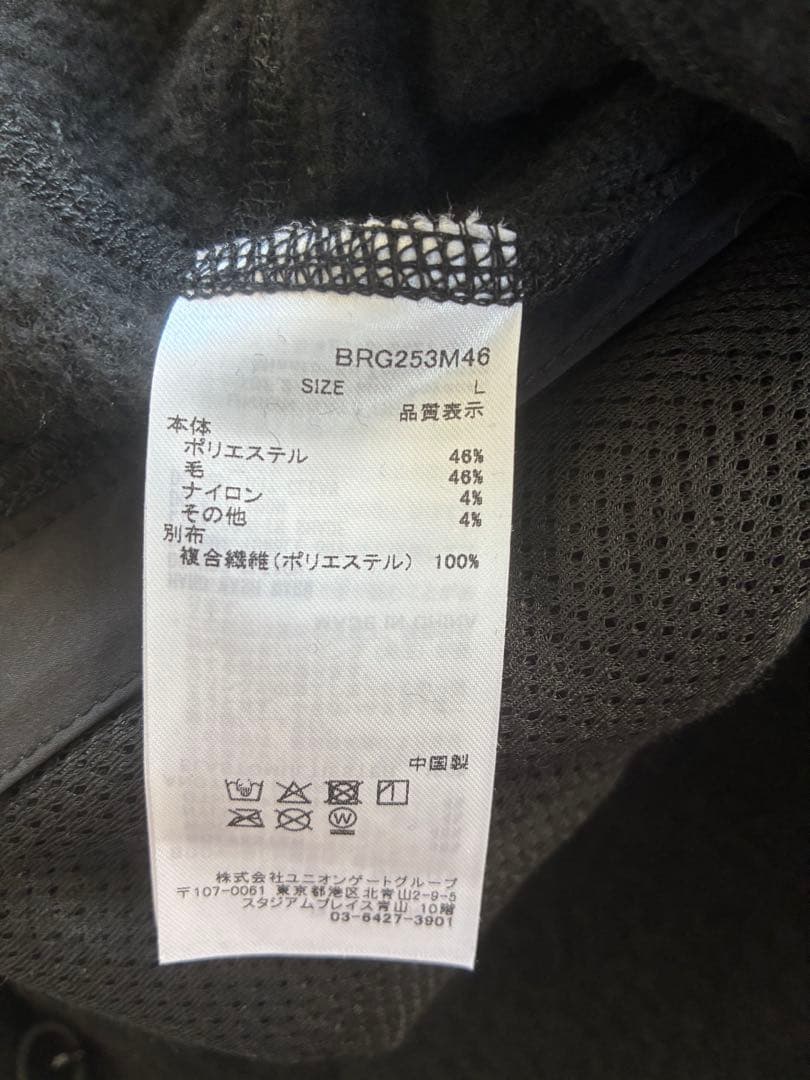 BRG253M46
SIZE L
品質表示
本体
ポリエステル 46%
毛 46%
ナイロン 4%
その他 4%
別布
複合繊維(ポリエステル) 100%
中国製
W
株式会社ユニオンゲートグループ
〒107-0061 東京都港区北青山2-9-5
スタジアムプレイス青山 10階
03-6427-3901